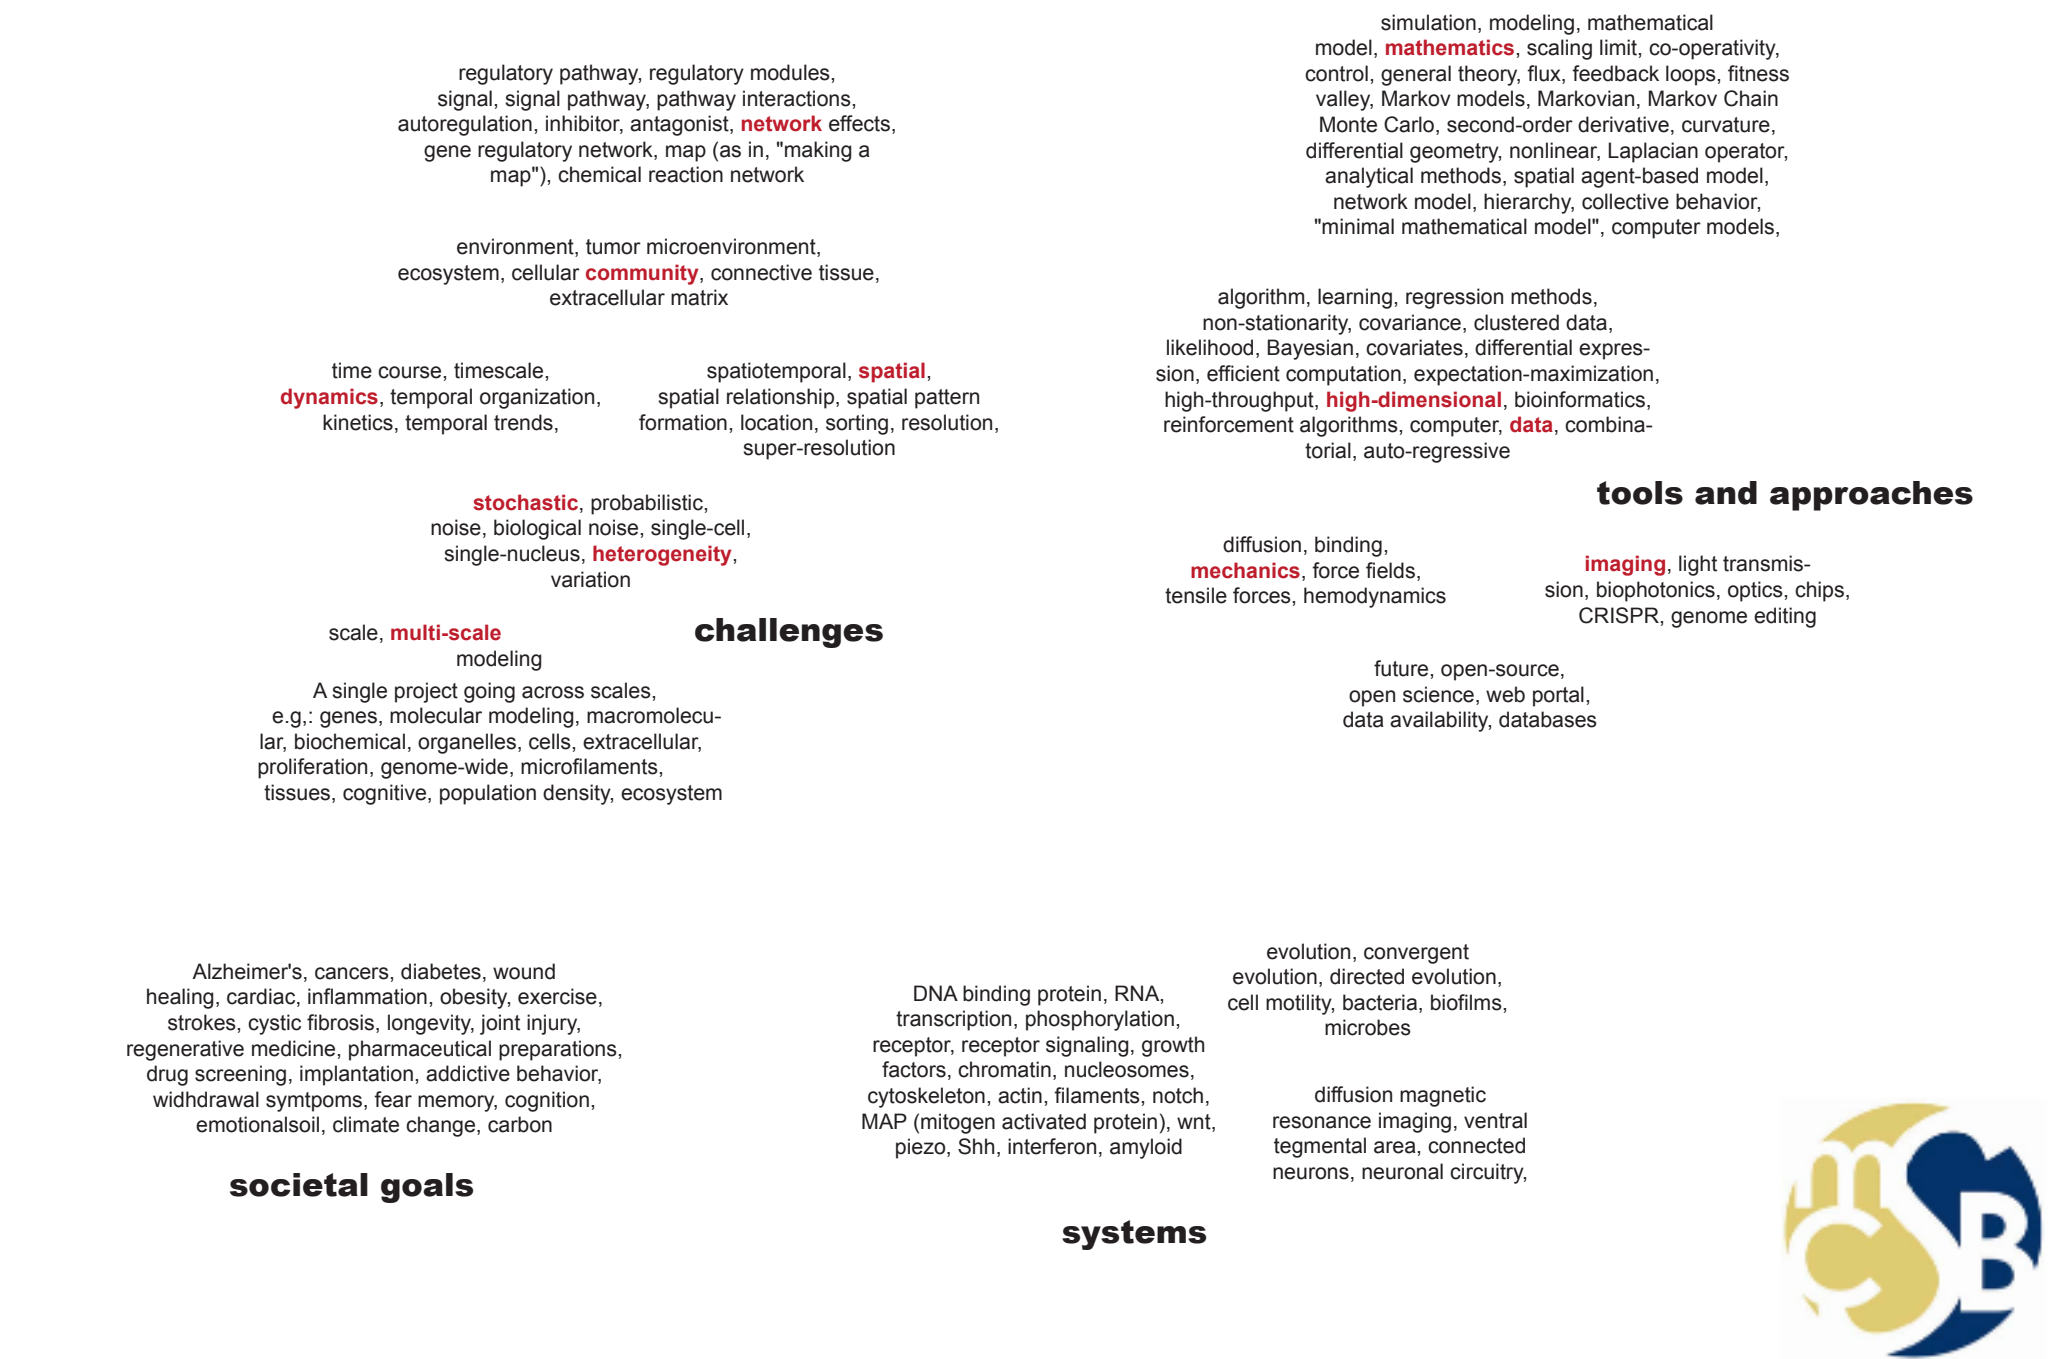 regulatory pathway, regulatory modules,
signal, signal pathway, pathway interactions,
autoregulation, inhibitor, antagonist, network effects,
gene regulatory network, map (as in, "making a
map"), chemical reaction network
environment, tumor microenvironment,
ecosystem, cellular community, connective tissue,
extracellular matrix
time course, timescale,
dynamics, temporal organization,
kinetics, temporal trends,
spatiotemporal, spatial,
spatial relationship, spatial pattern
formation, location, sorting, resolution,
super-resolution
stochastic, probabilistic,
noise, biological noise, single-cell,
single-nucleus, heterogeneity,
variation
scale, multi-scale
modeling
A single project going across scales,
e.g,: genes, molecular modeling, macromolecu-
lar, biochemical, organelles, cells, extracellular,
proliferation, genome-wide, microfilaments,
tissues, cognitive, population density, ecosystem
challenges
simulation, modeling, mathematical
model, mathematics, scaling limit, co-operativity,
control, general theory, flux, feedback loops, fitness
valley, Markov models, Markovian, Markov Chain
Monte Carlo, second-order derivative, curvature,
differential geometry, nonlinear, Laplacian operator,
analytical methods, spatial agent-based model,
network model, hierarchy, collective behavior,
"minimal mathematical model", computer models,
algorithm, learning, regression methods,
non-stationarity, covariance, clustered data,
likelihood, Bayesian, covariates, differential expres-
sion, efficient computation, expectation-maximization,
high-throughput, high-dimensional, bioinformatics,
reinforcement algorithms, computer, data, combina-
torial, auto-regressive
tools and approaches
diffusion, binding,
mechanics, force fields,
tensile forces, hemodynamics
imaging, light transmis-
sion, biophotonics, optics, chips,
CRISPR, genome editing
future, open-source,
open science, web portal,
data availability, databases
Alzheimer's, cancers, diabetes, wound
healing, cardiac, inflammation, obesity, exercise,
strokes, cystic fibrosis, longevity, joint injury,
regenerative medicine, pharmaceutical preparations,
drug screening, implantation, addictive behavior,
widhdrawal symtpoms, fear memory, cognition,
emotionalsoil, climate change, carbon
societal goals
DNA binding protein, RNA,
transcription, phosphorylation,
receptor, receptor signaling, growth
factors, chromatin, nucleosomes,
cytoskeleton, actin, filaments, notch,
MAP (mitogen activated protein), wnt,
piezo, Shh, interferon, amyloid
evolution, convergent
evolution, directed evolution,
cell motility, bacteria, biofilms,
microbes
diffusion magnetic
resonance imaging, ventral
tegmental area, connected
neurons, neuronal circuitry,
systems
mCSB